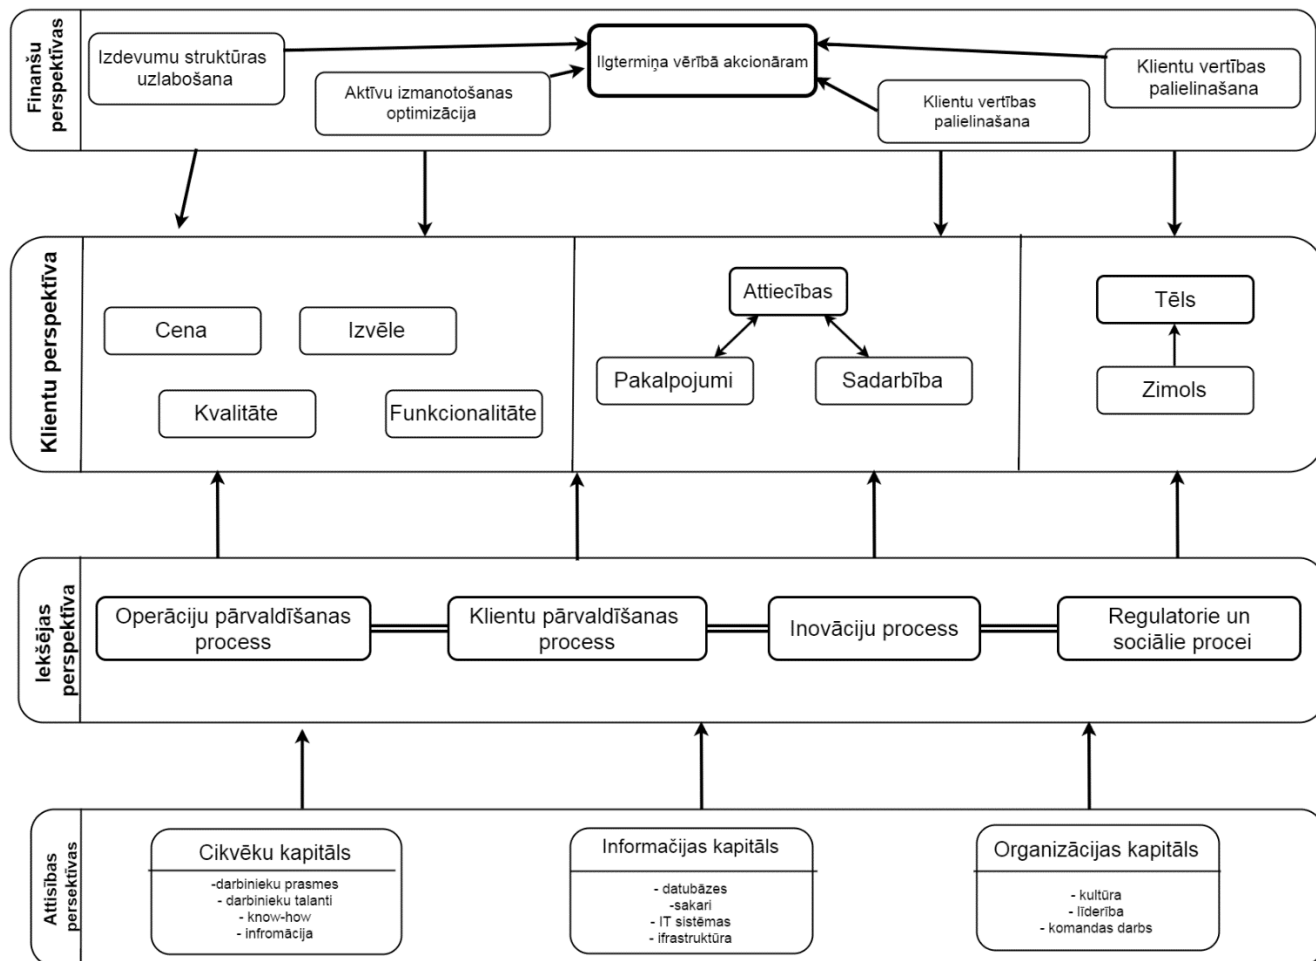 Finanšu
perspektīvas
Izdevumu struktūras
uzlabošana
Aktīvu izmanotošanas
optimizācija
Ilgtermiņa vērībā akcionāram
Klientu vertības
palielinašana
Klientu vertības
palielinašana
Klientu perspektīva
Cena
Izvēle
Kvalitāte
Funkcionalitāte
Attiecības
Pakalpojumi
Sadarbība
Tēls
Zimols
Iekšējas
perspektīva
Operāciju pārvaldīšanas
process
Klientu pārvaldīšanas
process
Inovāciju process
Regulatorie un
sociālie procei
Attisības
persektīvas
Cikvēku kapitāls
-darbinieku prasmes
- darbinieku talanti
- know-how
- infromācija
Informačijas kapitāls
- datubāzes
-sakari
- IT sistēmas
- ifrastruktūra
Organizācijas kapitāls
- kultūra
- līderība
- komandas darbs